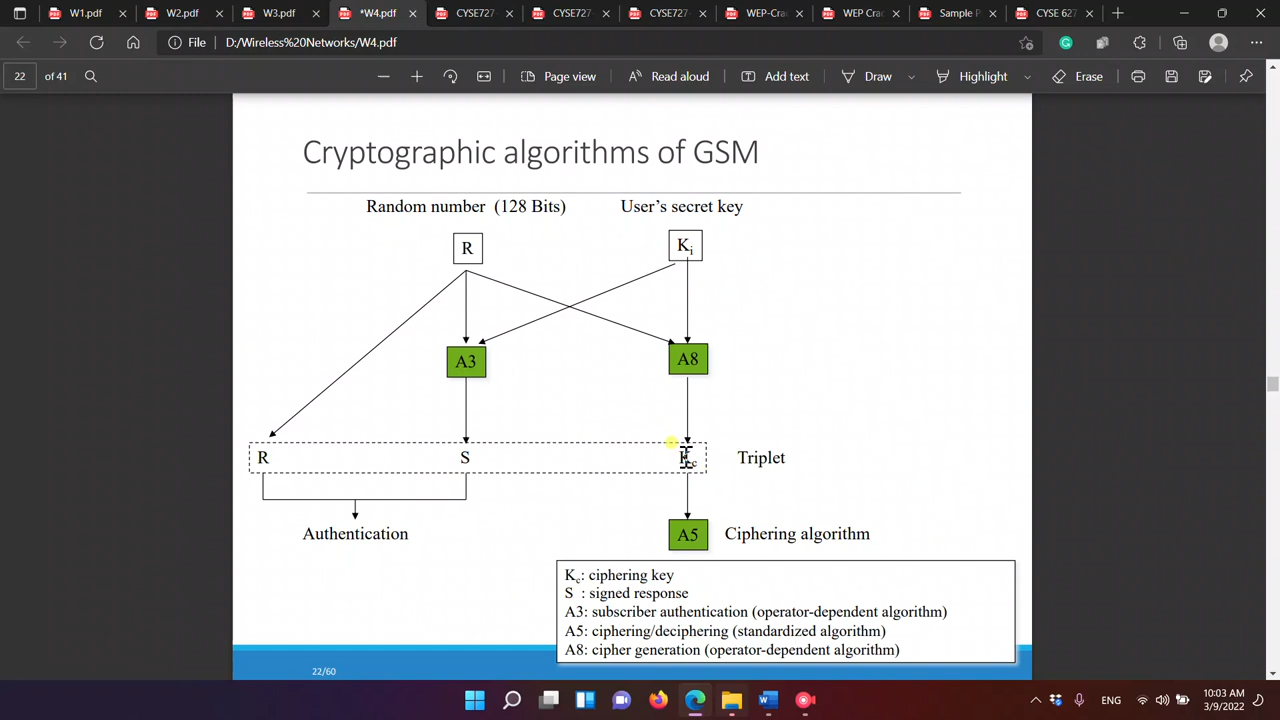 W1.pdf
W2.pdf
W3.pdf
*W4.pdf
CYSE727
CYSE727
CYSE727
WEP-Crac
WEP Crac
Sample P
CYSE 627
File D:/Wireless%20Networks/W4.pdf
22 of 41
Page view
Read aloud
Add text
Draw
Highlight
Erase
Cryptographic algorithms of GSM
Random number (128 Bits) User's secret key
R Ki
A3 A8
R S Kc Triplet
Authentication A5 Ciphering algorithm
Kc: ciphering key
S : signed response
A3: subscriber authentication (operator-dependent algorithm)
A5: ciphering/deciphering (standardized algorithm)
A8: cipher generation (operator-dependent algorithm)
22/60
ENG
10:03 AM
3/9/2022